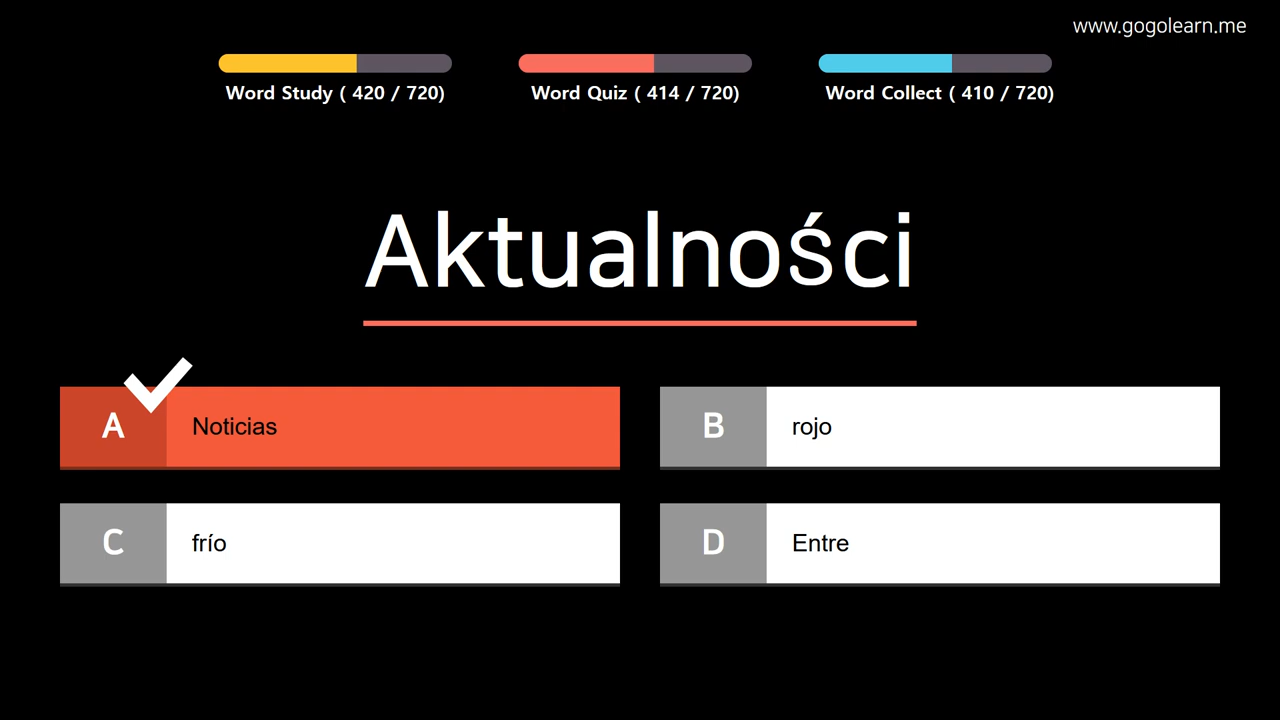 www.gogolearn.me
Word Study ( 420 / 720)
Word Quiz ( 414 / 720)
Word Collect ( 410 / 720)
Aktualności
A Noticias
B rojo
C frío
D Entre